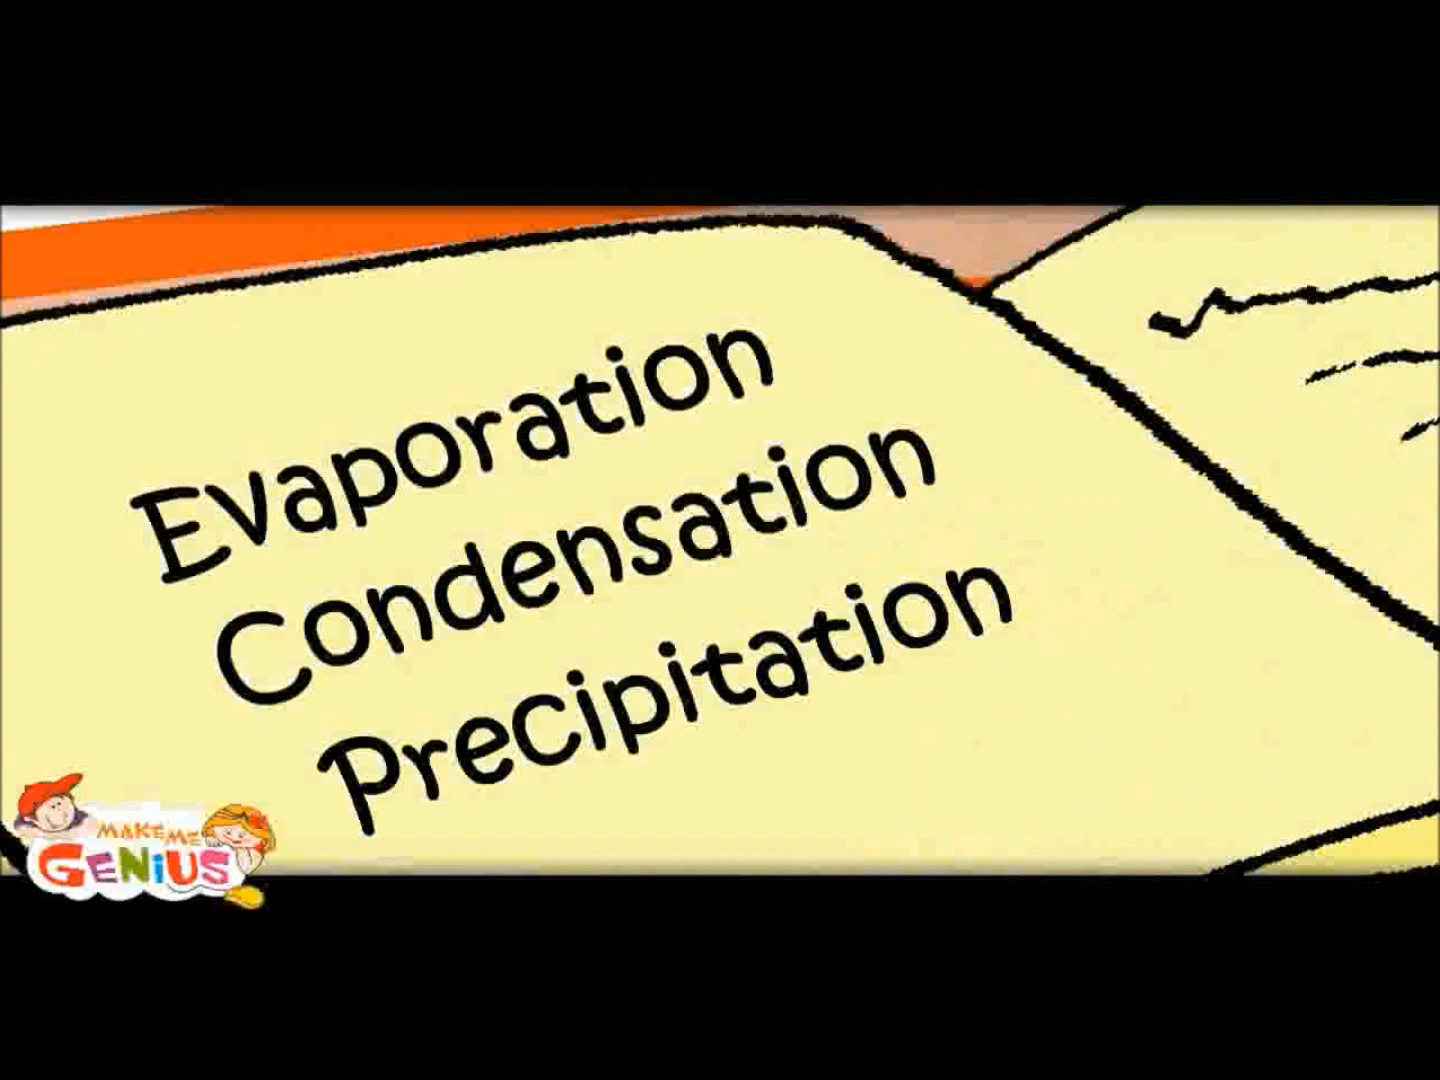 Evaporation
Condensation
Precipitation
MAKE ME
GENiUS